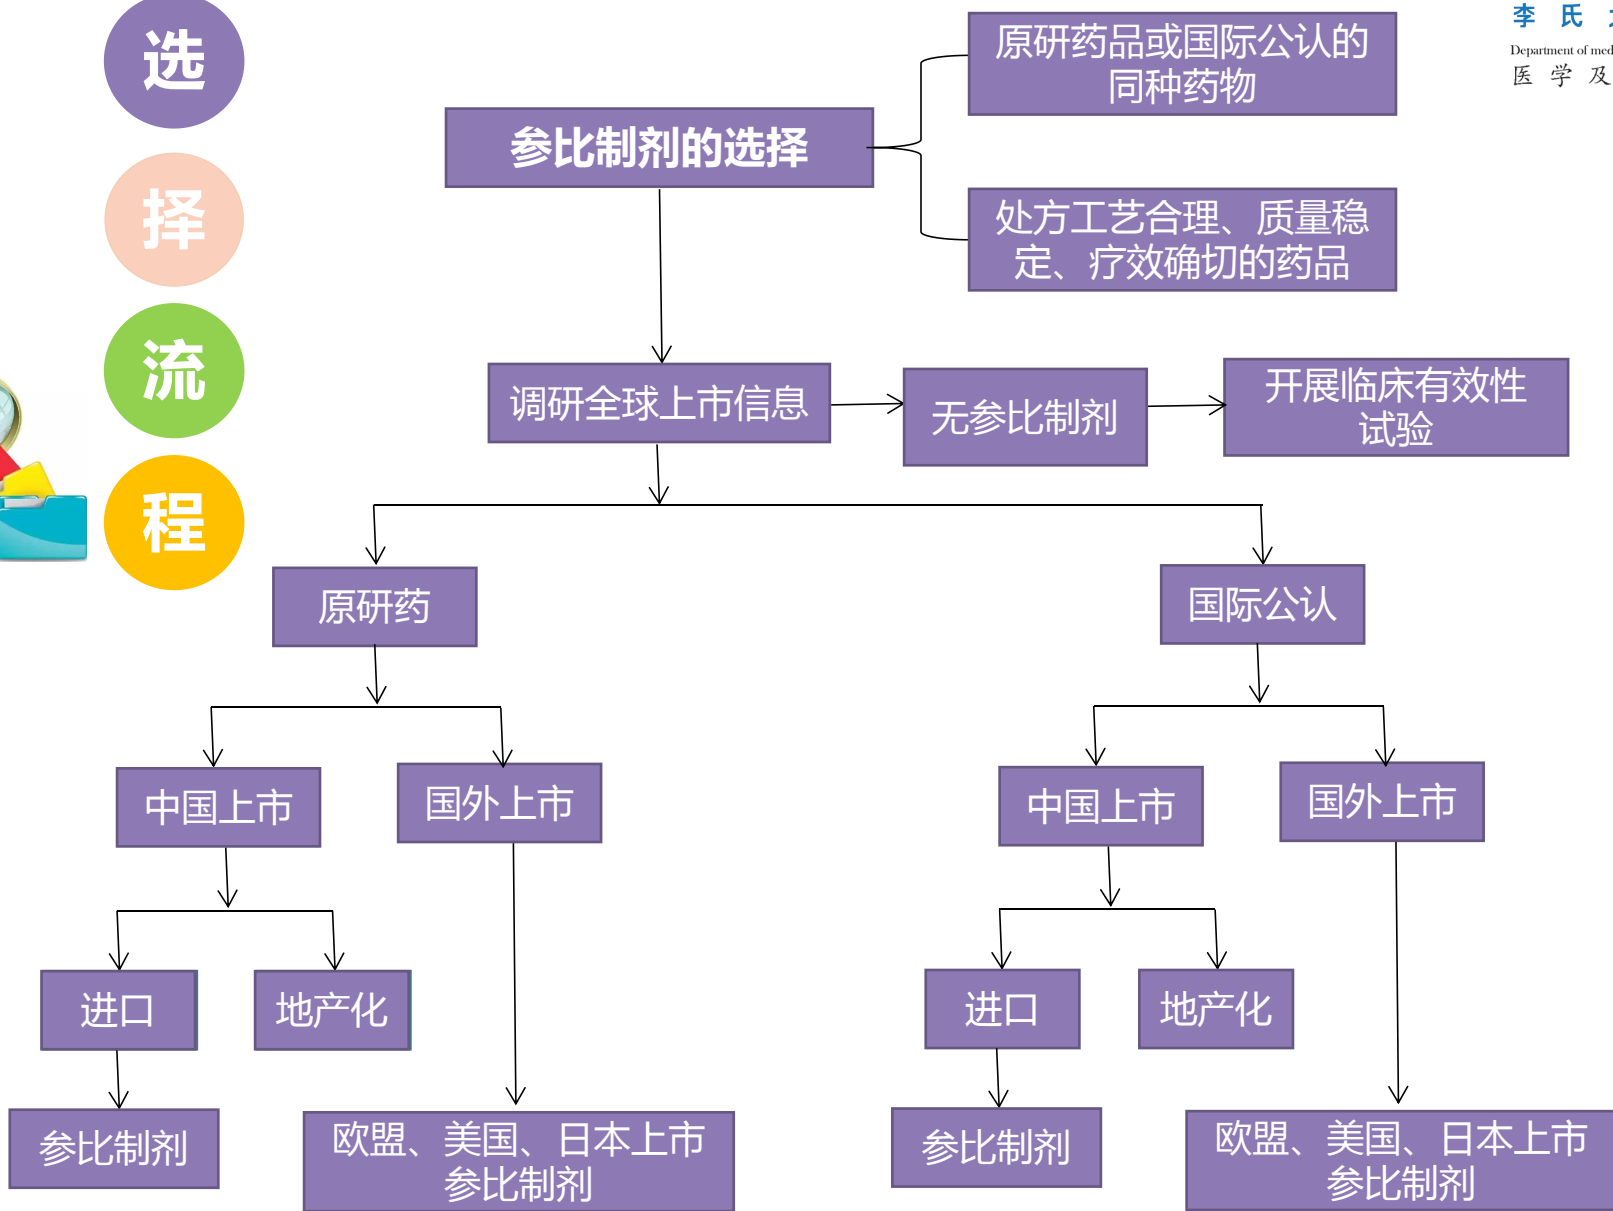 选
择
流
程
李 氏
Department of med
医 学 及
原研药品或国际公认的
同种药物
参比制剂的选择
处方工艺合理、质量稳
定、疗效确切的药品
调研全球上市信息
无参比制剂
开展临床有效性
试验
原研药
国际公认
中国上市
国外上市
中国上市
国外上市
进口
地产化
进口
地产化
参比制剂
欧盟、美国、日本上市
参比制剂
参比制剂
欧盟、美国、日本上市
参比制剂